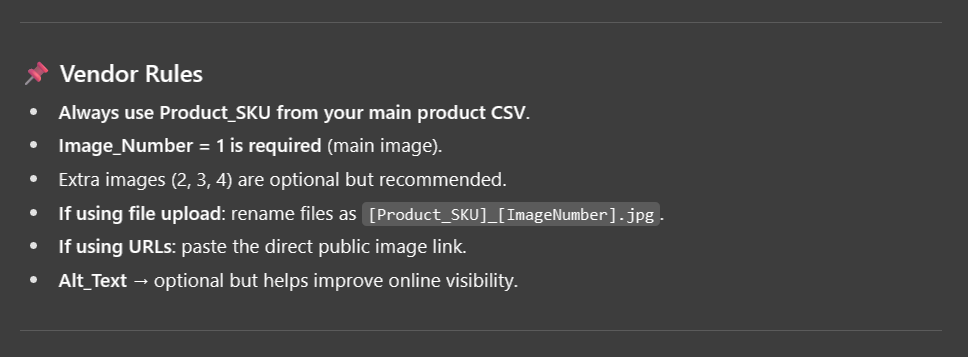 📌 Vendor Rules
• Always use Product_SKU from your main product CSV.
• Image_Number = 1 is required (main image).
• Extra images (2, 3, 4) are optional but recommended.
• If using file upload: rename files as [Product_SKU]_[ImageNumber].jpg.
• If using URLs: paste the direct public image link.
• Alt_Text → optional but helps improve online visibility.